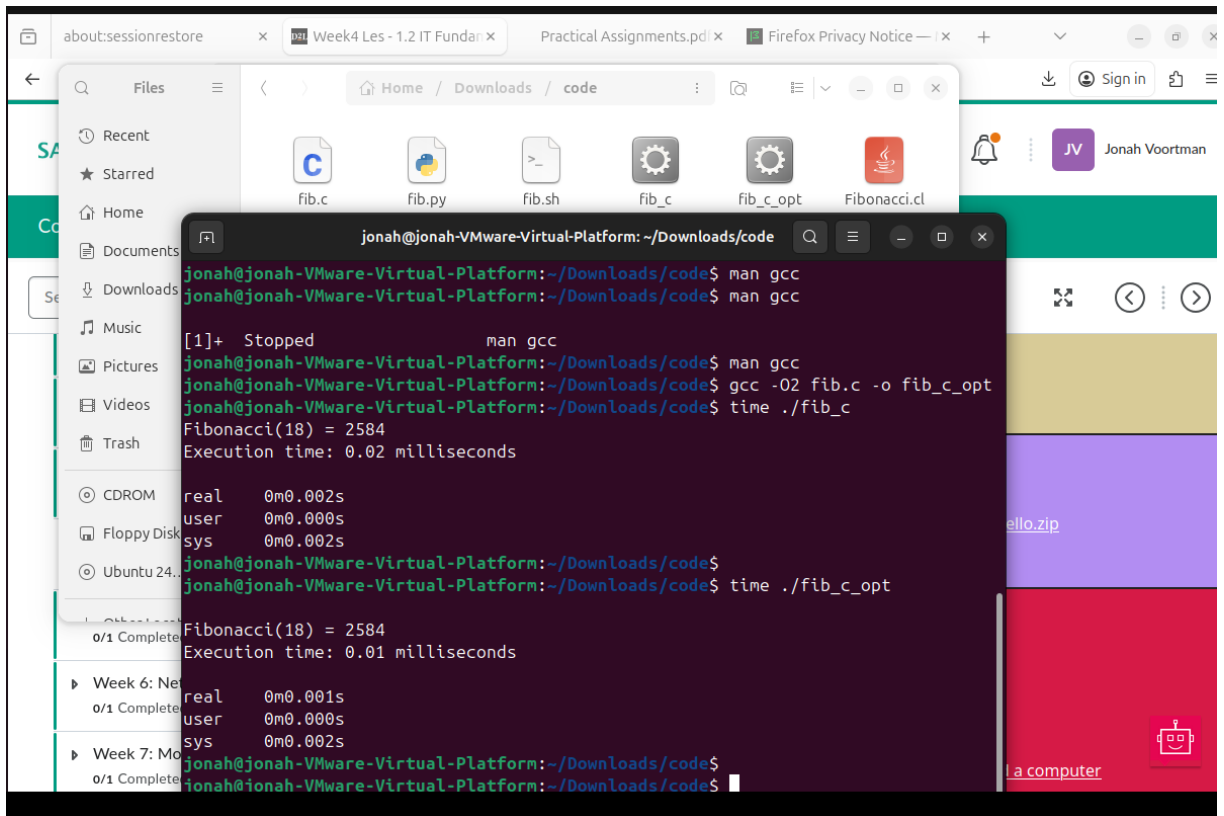 about:sessionrestore
D2L Week4 Les - 1.2 IT Fundan
Practical Assignments.pd
Firefox Privacy Notice —
Sign in
Files
Home / Downloads / code
Recent
Starred
Home
Documents
Downloads
Music
Pictures
Videos
Trash
CDROM
Floppy Disk
Ubuntu 24..
C
fib.c
fib.py
>_
fib.sh
fib_c
fib_c_opt
Fibonacci.cl
SA
JV
Jonah Voortman
Co
Se
jonah@jonah-VMware-Virtual-Platform: ~/Downloads/code
jonah@jonah-VMware-Virtual-Platform:~/Downloads/code$ man gcc
jonah@jonah-VMware-Virtual-Platform:~/Downloads/code$ man gcc
[1]+  Stopped                 man gcc
jonah@jonah-VMware-Virtual-Platform:~/Downloads/code$ man gcc
jonah@jonah-VMware-Virtual-Platform:~/Downloads/code$ gcc -O2 fib.c -o fib_c_opt
jonah@jonah-VMware-Virtual-Platform:~/Downloads/code$ time ./fib_c
Fibonacci(18) = 2584
Execution time: 0.02 milliseconds
real    0m0.002s
user    0m0.000s
sys     0m0.002s
jonah@jonah-VMware-Virtual-Platform:~/Downloads/code$
jonah@jonah-VMware-Virtual-Platform:~/Downloads/code$ time ./fib_c_opt
Fibonacci(18) = 2584
Execution time: 0.01 milliseconds
real    0m0.001s
user    0m0.000s
sys     0m0.002s
jonah@jonah-VMware-Virtual-Platform:~/Downloads/code$
jonah@jonah-VMware-Virtual-Platform:~/Downloads/code$
0/1 Complete
Week 6: Net
0/1 Complete
Week 7: Mo
0/1 Complete
ello.zip
l a computer